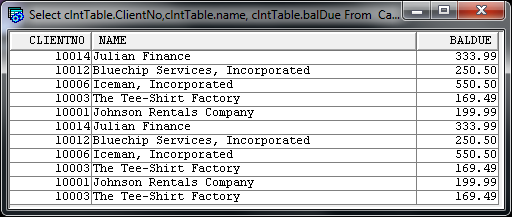 Select clntTable.ClientNo,clntTable.name, clntTable.balDue From  Ca...
CLIENTNO NAME BALDUE
10014 Julian Finance 333.99
10012 Bluechip Services, Incorporated 250.50
10006 Iceman, Incorporated 550.50
10003 The Tee-Shirt Factory 169.49
10001 Johnson Rentals Company 199.99
10014 Julian Finance 333.99
10012 Bluechip Services, Incorporated 250.50
10006 Iceman, Incorporated 550.50
10003 The Tee-Shirt Factory 169.49
10001 Johnson Rentals Company 199.99
10003 The Tee-Shirt Factory 169.49